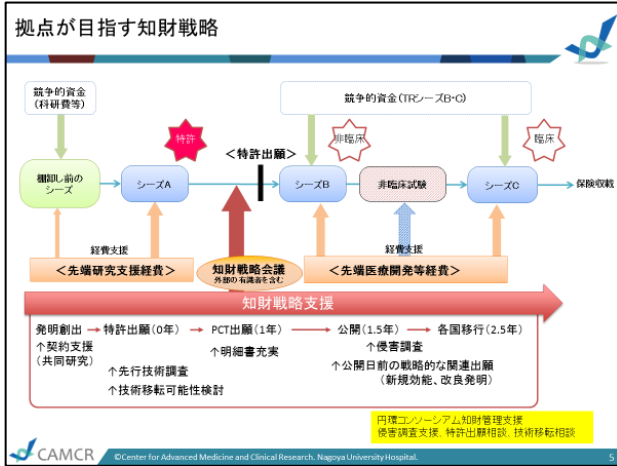 拠点が目指す知財戦略
競争的資金
(科研費等)
競争的資金(TRシーズB・C)
特許
<特許出願>
非臨床
臨床
棚卸し前の
シーズ
シーズA
シーズB
非臨床試験
シーズC
保険収載
経費支援
経費支援
<先端研究支援経費>
知財戦略会議
外部の有識者を含む
<先端医療開発等経費>
知財戦略支援
発明創出
特許出願(0年)
PCT出願(1年)
公開(1.5年)
各国移行(2.5年)
↑契約支援
(共同研究)
↑先行技術調査
↑技術移転可能性検討
↑明細書充実
↑侵害調査
↑公開日前の戦略的な関連出願
(新規効能、改良発明)
円環コンソーシアム知財管理支援
侵害調査支援、特許出願相談、技術移転相談
CAMCR
©Center for Advanced Medicine and Clinical Research, Nagoya University Hospital.
5